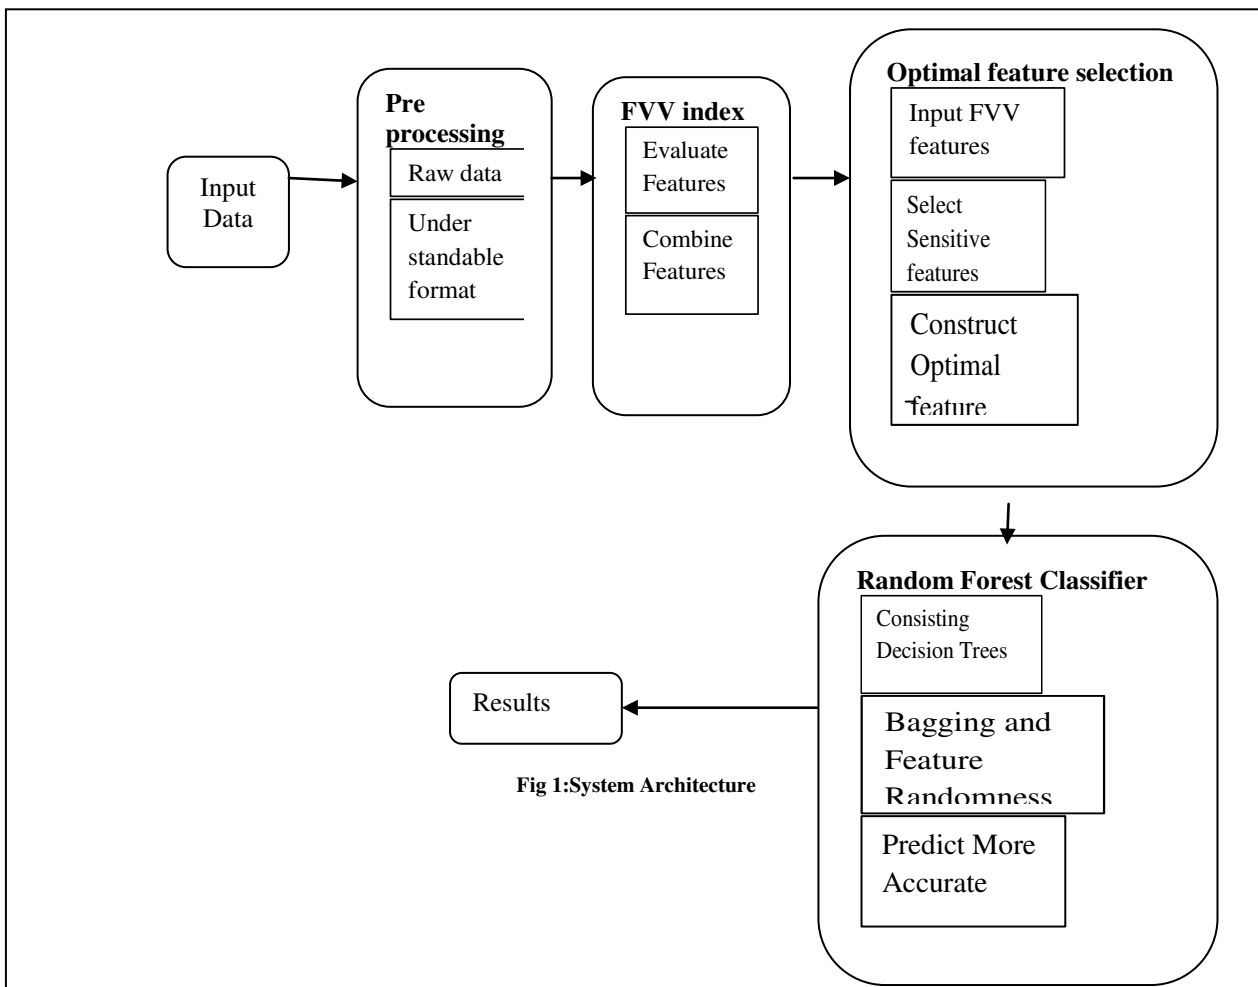 Input
Data
Pre
processing
Raw data
Under
standable
format
FVV index
Evaluate
Features
Combine
Features
Optimal feature selection
Input FVV
features
Select
Sensitive
features
Construct
Optimal
feature
Random Forest Classifier
Consisting
Decision Trees
Bagging and
Feature
Randomness
Predict More
Accurate
Results
Fig 1:System Architecture